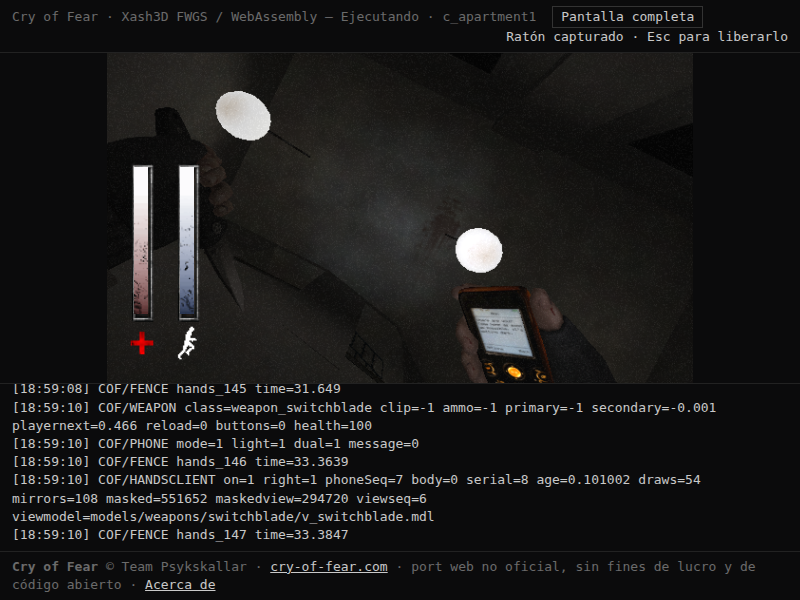 Cry of Fear · Xash3D FWGS / WebAssembly — Ejecutando · c_apartment1
Pantalla completa
Ratón capturado · Esc para liberarlo
[18:59:08] COF/FENCE hands_145 time=31.649
[18:59:10] COF/WEAPON class=weapon_switchblade clip=-1 ammo=-1 primary=-1 secondary=-0.001
playernext=0.466 reload=0 buttons=0 health=100
[18:59:10] COF/PHONE mode=1 light=1 dual=1 message=0
[18:59:10] COF/FENCE hands_146 time=33.3639
[18:59:10] COF/HANDSCLIENT on=1 right=1 phoneSeq=7 body=0 serial=8 age=0.101002 draws=54
mirrors=108 masked=551652 maskedview=294720 viewseq=6
viewmodel=models/weapons/switchblade/v_switchblade.mdl
[18:59:10] COF/FENCE hands_147 time=33.3847
Cry of Fear © Team Psykskallar · cry-of-fear.com · port web no oficial, sin fines de lucro y de
código abierto · Acerca de